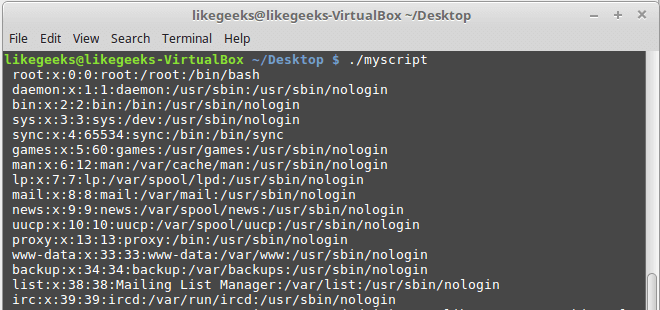 likegeeks@likegeeks-VirtualBox ~/Desktop
File Edit View Search Terminal Help
likegeeks@likegeeks-VirtualBox ~/Desktop $ ./myscript
root:x:0:0:root:/root:/bin/bash
daemon:x:1:1:daemon:/usr/sbin:/usr/sbin/nologin
bin:x:2:2:bin:/bin:/usr/sbin/nologin
sys:x:3:3:sys:/dev:/usr/sbin/nologin
sync:x:4:65534:sync:/bin:/bin/sync
games:x:5:60:games:/usr/games:/usr/sbin/nologin
man:x:6:12:man:/var/cache/man:/usr/sbin/nologin
lp:x:7:7:lp:/var/spool/lpd:/usr/sbin/nologin
mail:x:8:8:mail:/var/mail:/usr/sbin/nologin
news:x:9:9:news:/var/spool/news:/usr/sbin/nologin
uucp:x:10:10:uucp:/var/spool/uucp:/usr/sbin/nologin
proxy:x:13:13:proxy:/bin:/usr/sbin/nologin
www-data:x:33:33:www-data:/var/www:/usr/sbin/nologin
backup:x:34:34:backup:/var/backups:/usr/sbin/nologin
list:x:38:38:Mailing List Manager:/var/list:/usr/sbin/nologin
irc:x:39:39:ircd:/var/run/ircd:/usr/sbin/nologin